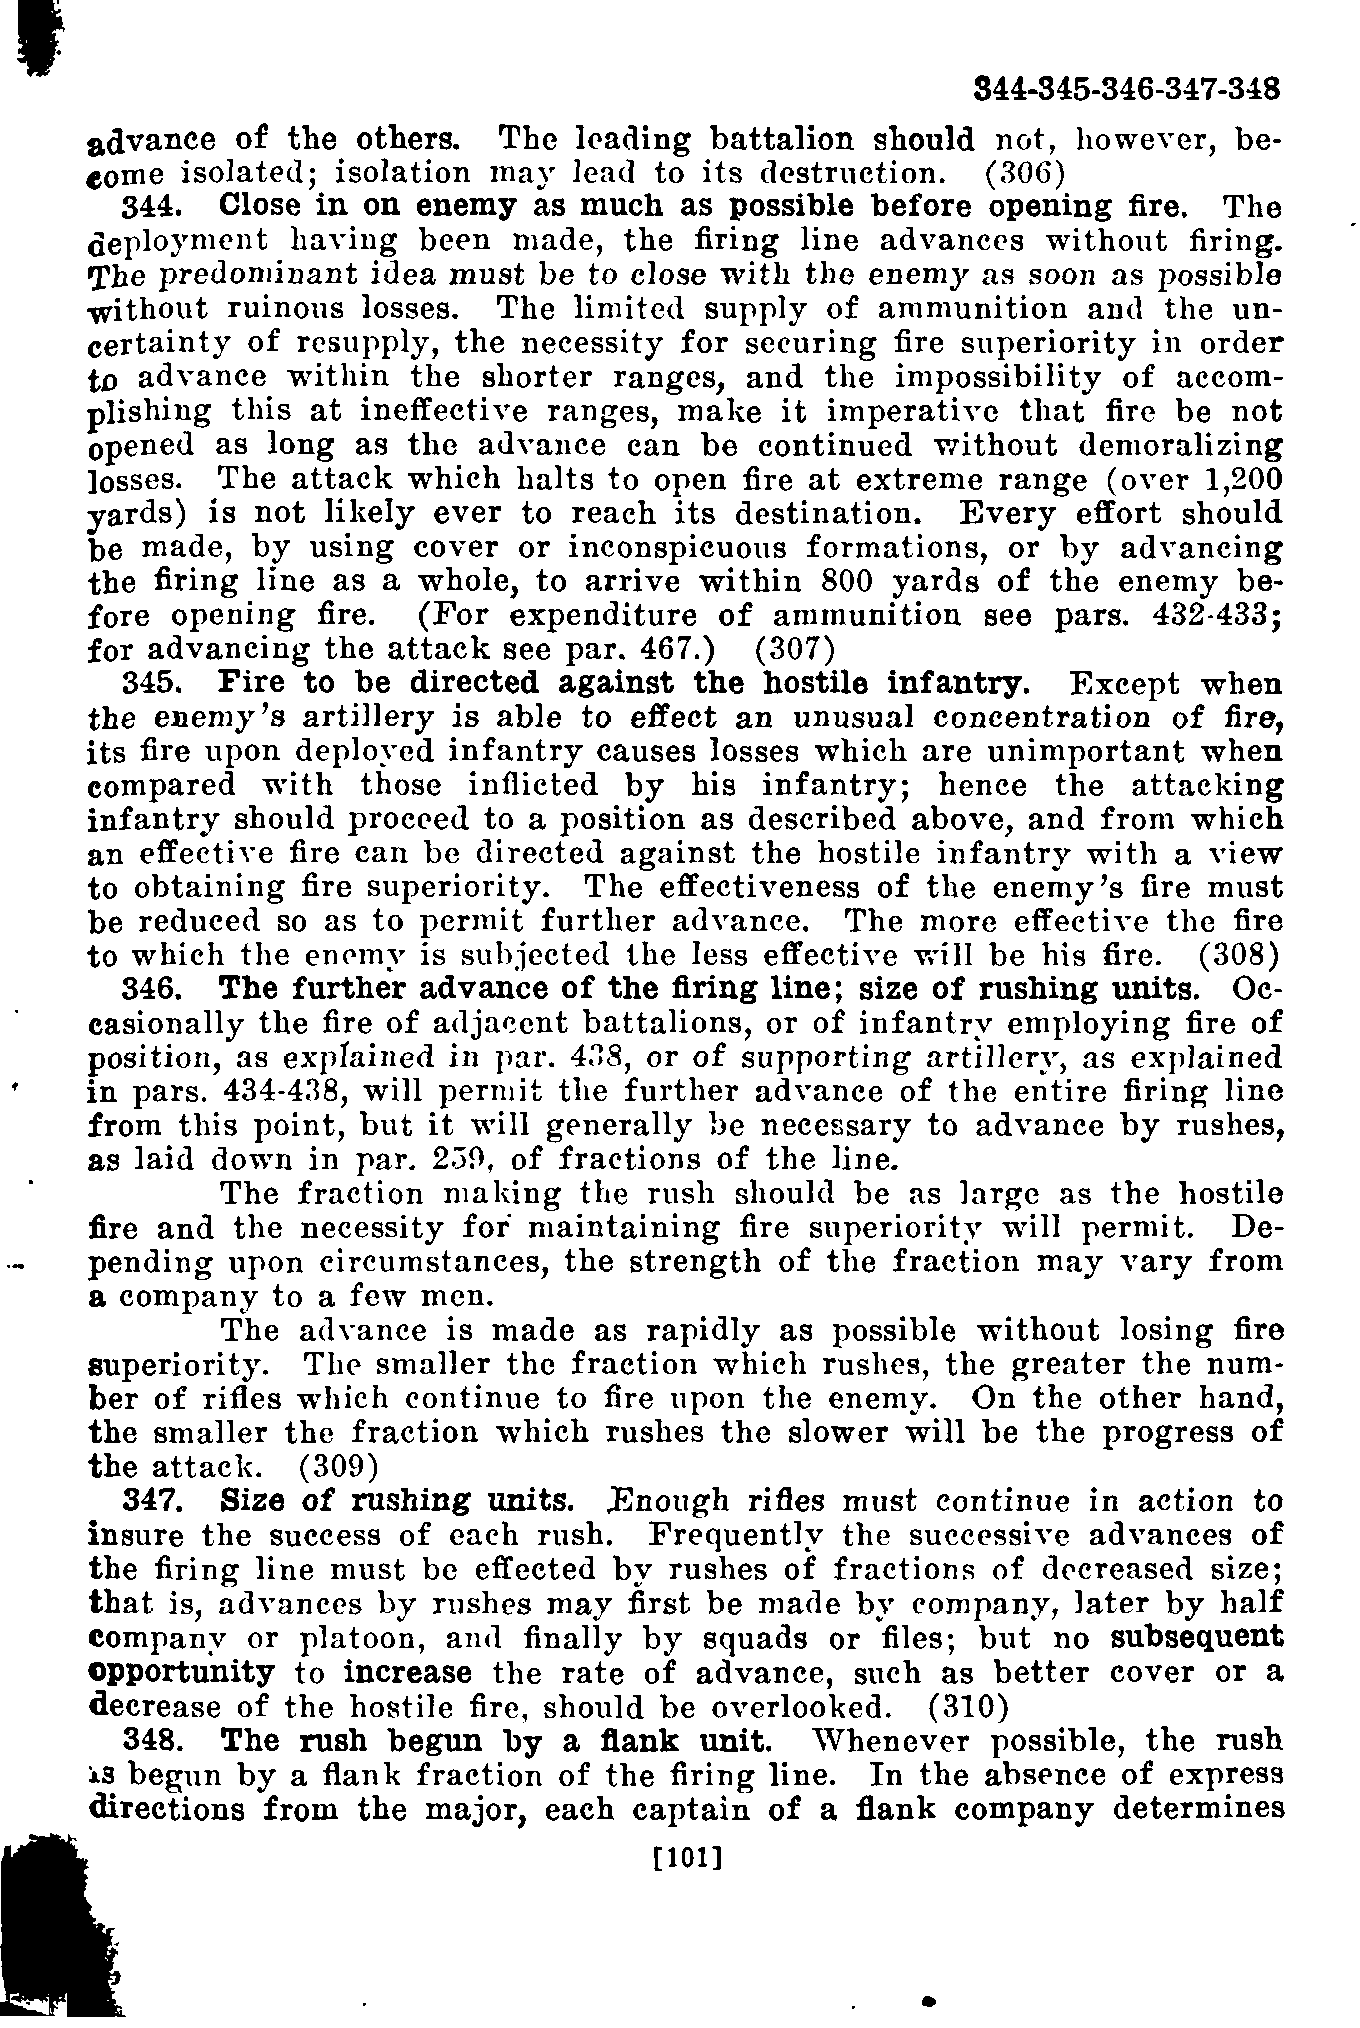 344-345-346-347-348
advance of the others. The leading battalion should not, however, be-
come isolated; isolation may lead to its destruction. (306)
344. Close in on enemy as much as possible before opening fire. The
deployment having been made, the firing line advances without firing.
The predominant idea must be to close with the enemy as soon as possible
without ruinous losses. The limited supply of ammunition and the un-
certainty of resupply, the necessity for securing fire superiority in order
to advance within the shorter ranges, and the impossibility of accom-
plishing this at ineffective ranges, make it imperative that fire be not
opened as long as the advance can be continued without demoralizing
losses. The attack which halts to open fire at extreme range (over 1,200
yards) is not likely ever to reach its destination. Every effort should
be made, by using cover or inconspicuous formations, or by advancing
the firing line as a whole, to arrive within 800 yards of the enemy be-
fore opening fire. (For expenditure of ammunition see pars. 432-433;
for advancing the attack see par. 467.) (307)
345. Fire to be directed against the hostile infantry. Except when
the enemy's artillery is able to effect an unusual concentration of fire,
its fire upon deployed infantry causes losses which are unimportant when
compared with those inflicted by his infantry; hence the attacking
infantry should proceed to a position as described above, and from which
an effective fire can be directed against the hostile infantry with a view
to obtaining fire superiority. The effectiveness of the enemy's fire must
be reduced so as to permit further advance. The more effective the fire
to which the enemy is subjected the less effective will be his fire. (308)
346. The further advance of the firing line; size of rushing units. Oc-
casionally the fire of adjacent battalions, or of infantry employing fire of
position, as explained in par. 438, or of supporting artillery, as explained
in pars. 434-438, will permit the further advance of the entire firing line
from this point, but it will generally be necessary to advance by rushes,
as laid down in par. 259, of fractions of the line.
The fraction making the rush should be as large as the hostile
fire and the necessity for maintaining fire superiority will permit. De-
pending upon circumstances, the strength of the fraction may vary from
a company to a few men.
The advance is made as rapidly as possible without losing fire
superiority. The smaller the fraction which rushes, the greater the num-
ber of rifles which continue to fire upon the enemy. On the other hand,
the smaller the fraction which rushes the slower will be the progress of
the attack. (309)
347. Size of rushing units. Enough rifles must continue in action to
insure the success of each rush. Frequently the successive advances of
the firing line must be effected by rushes of fractions of decreased size;
that is, advances by rushes may first be made by company, later by half
company or platoon, and finally by squads or files; but no subsequent
opportunity to increase the rate of advance, such as better cover or a
decrease of the hostile fire, should be overlooked. (310)
348. The rush begun by a flank unit. Whenever possible, the rush
is begun by a flank fraction of the firing line. In the absence of express
directions from the major, each captain of a flank company determines
[101]